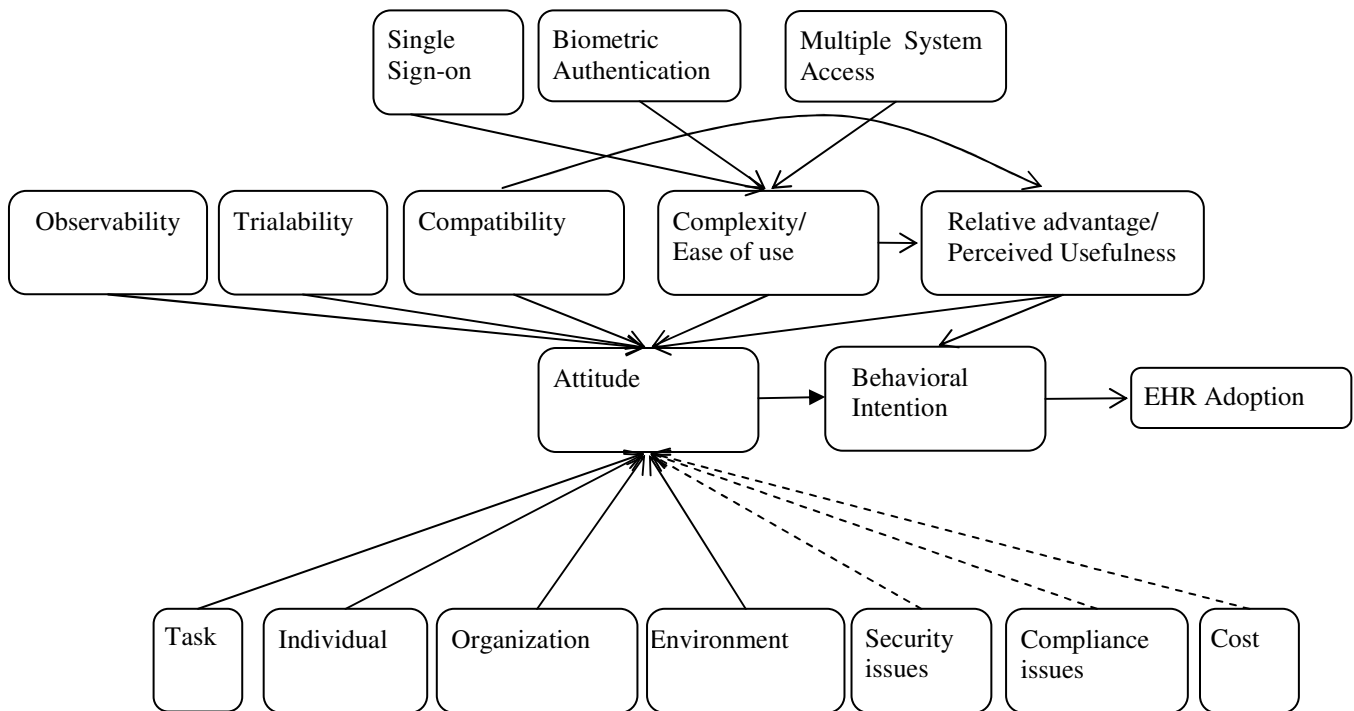 Single
Sign-on
Biometric
Authentication
Multiple System
Access
Observability
Trialability
Compatibility
Complexity/
Ease of use
Relative advantage/
Perceived Usefulness
Attitude
Behavioral
Intention
EHR Adoption
Task
Individual
Organization
Environment
Security
issues
Compliance
issues
Cost